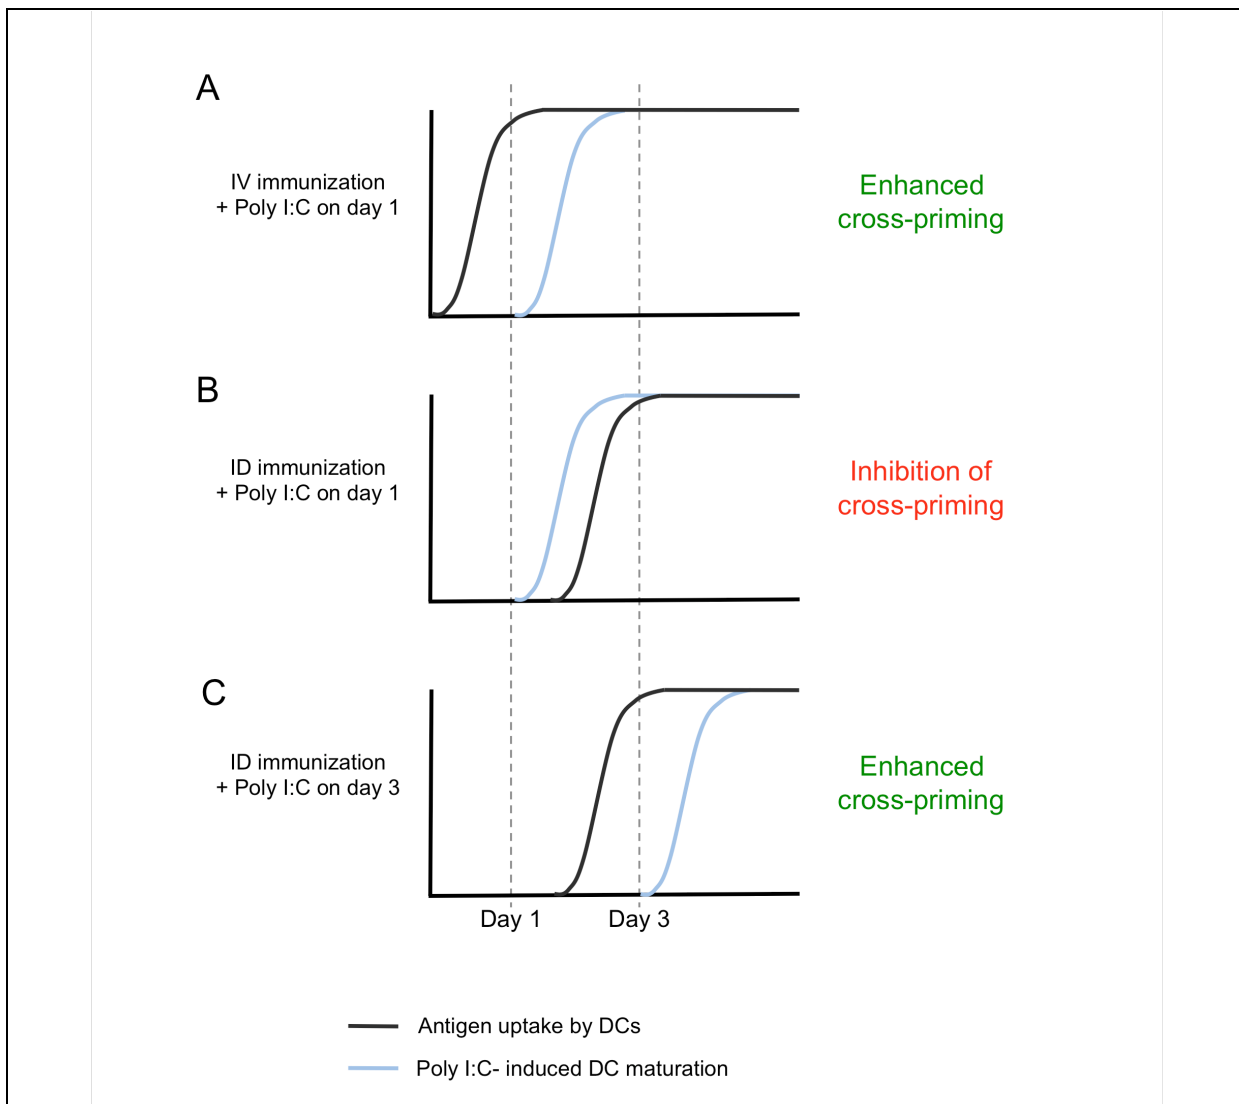 A
IV immunization
+ Poly I:C on day 1
Enhanced
cross-priming
B
ID immunization
+ Poly I:C on day 1
Inhibition of
cross-priming
C
ID immunization
+ Poly I:C on day 3
Enhanced
cross-priming
Day 1
Day 3
Antigen uptake by DCs
Poly I:C- induced DC maturation